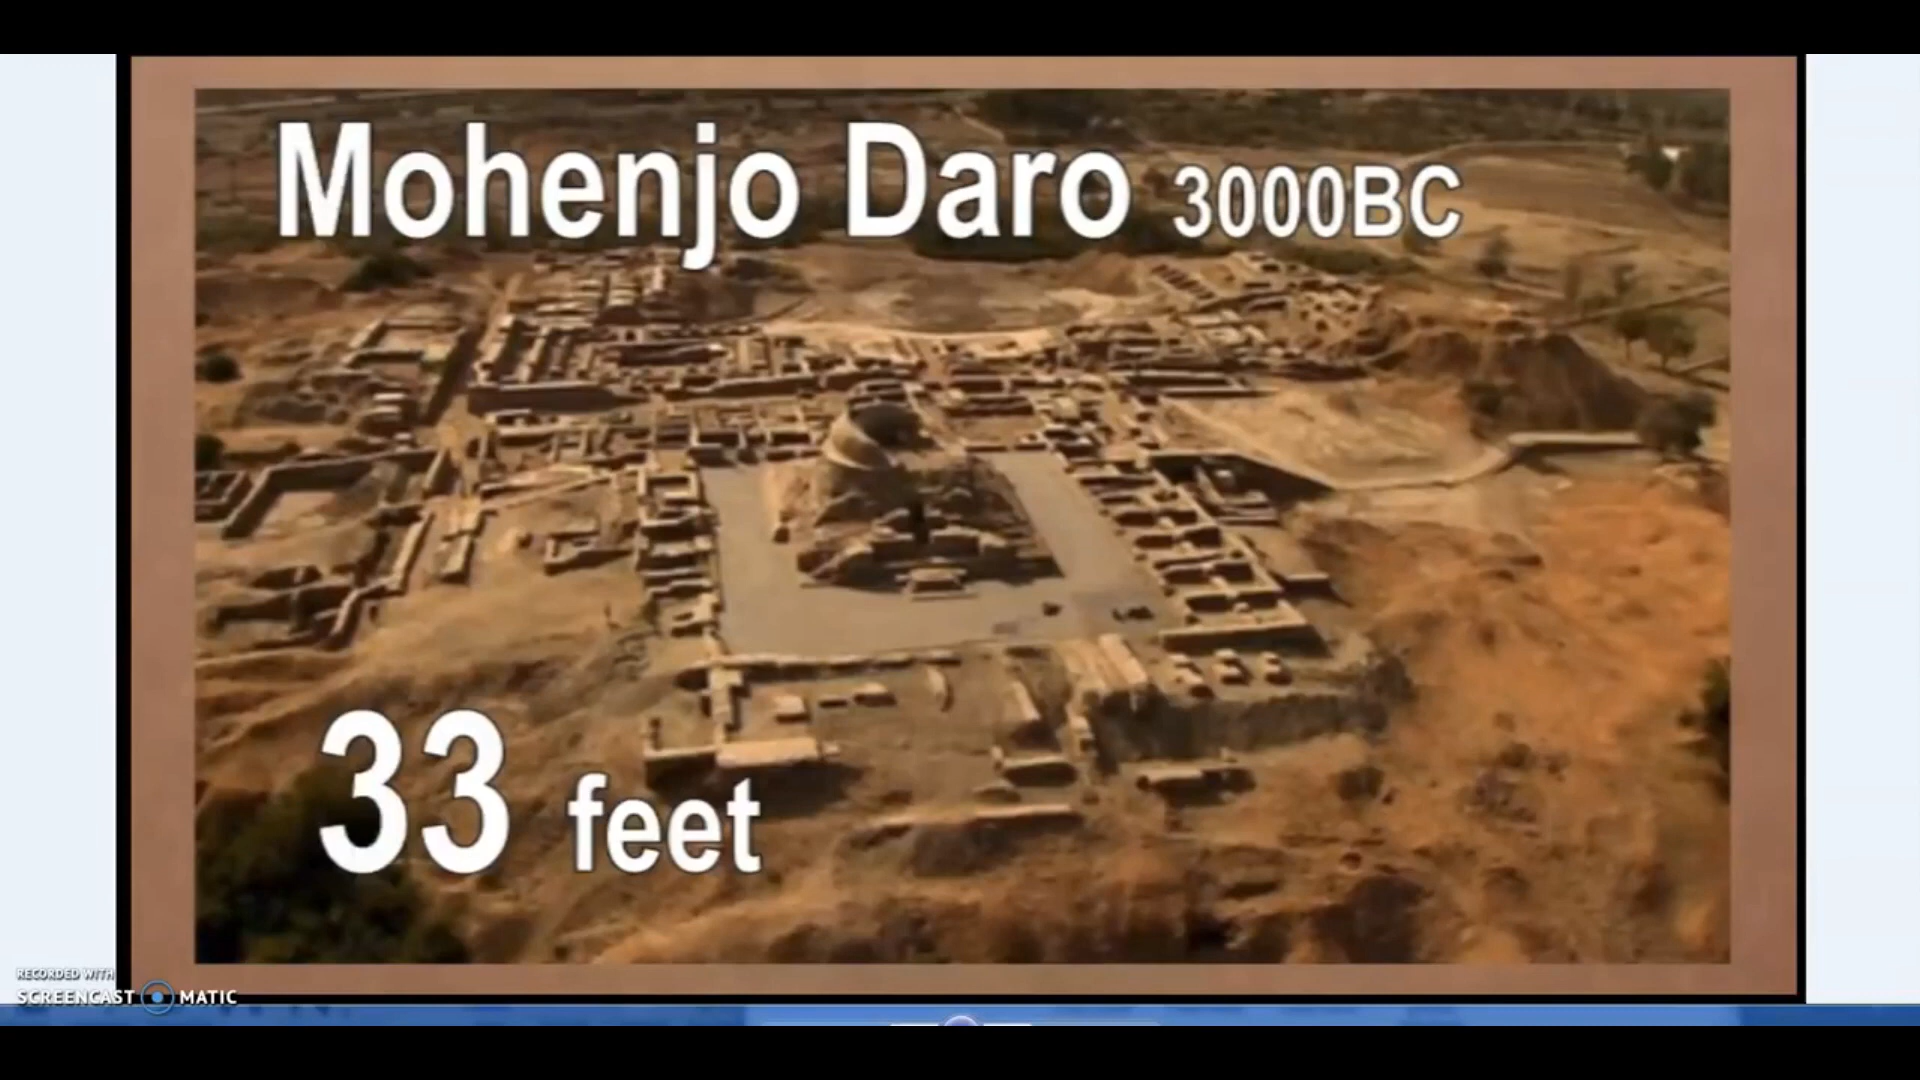 Mohenjo Daro 3000BC
33 feet
RECORDED WITH
SCREENCAST MATIC